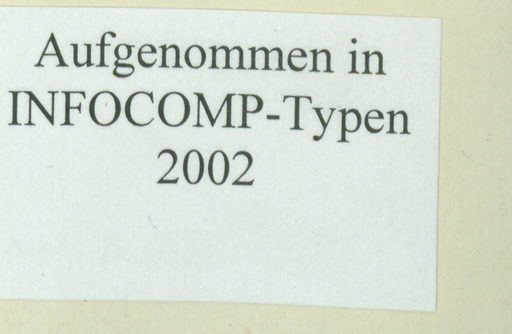 Aufgenommen in
INFOCOMP-Typen
2002